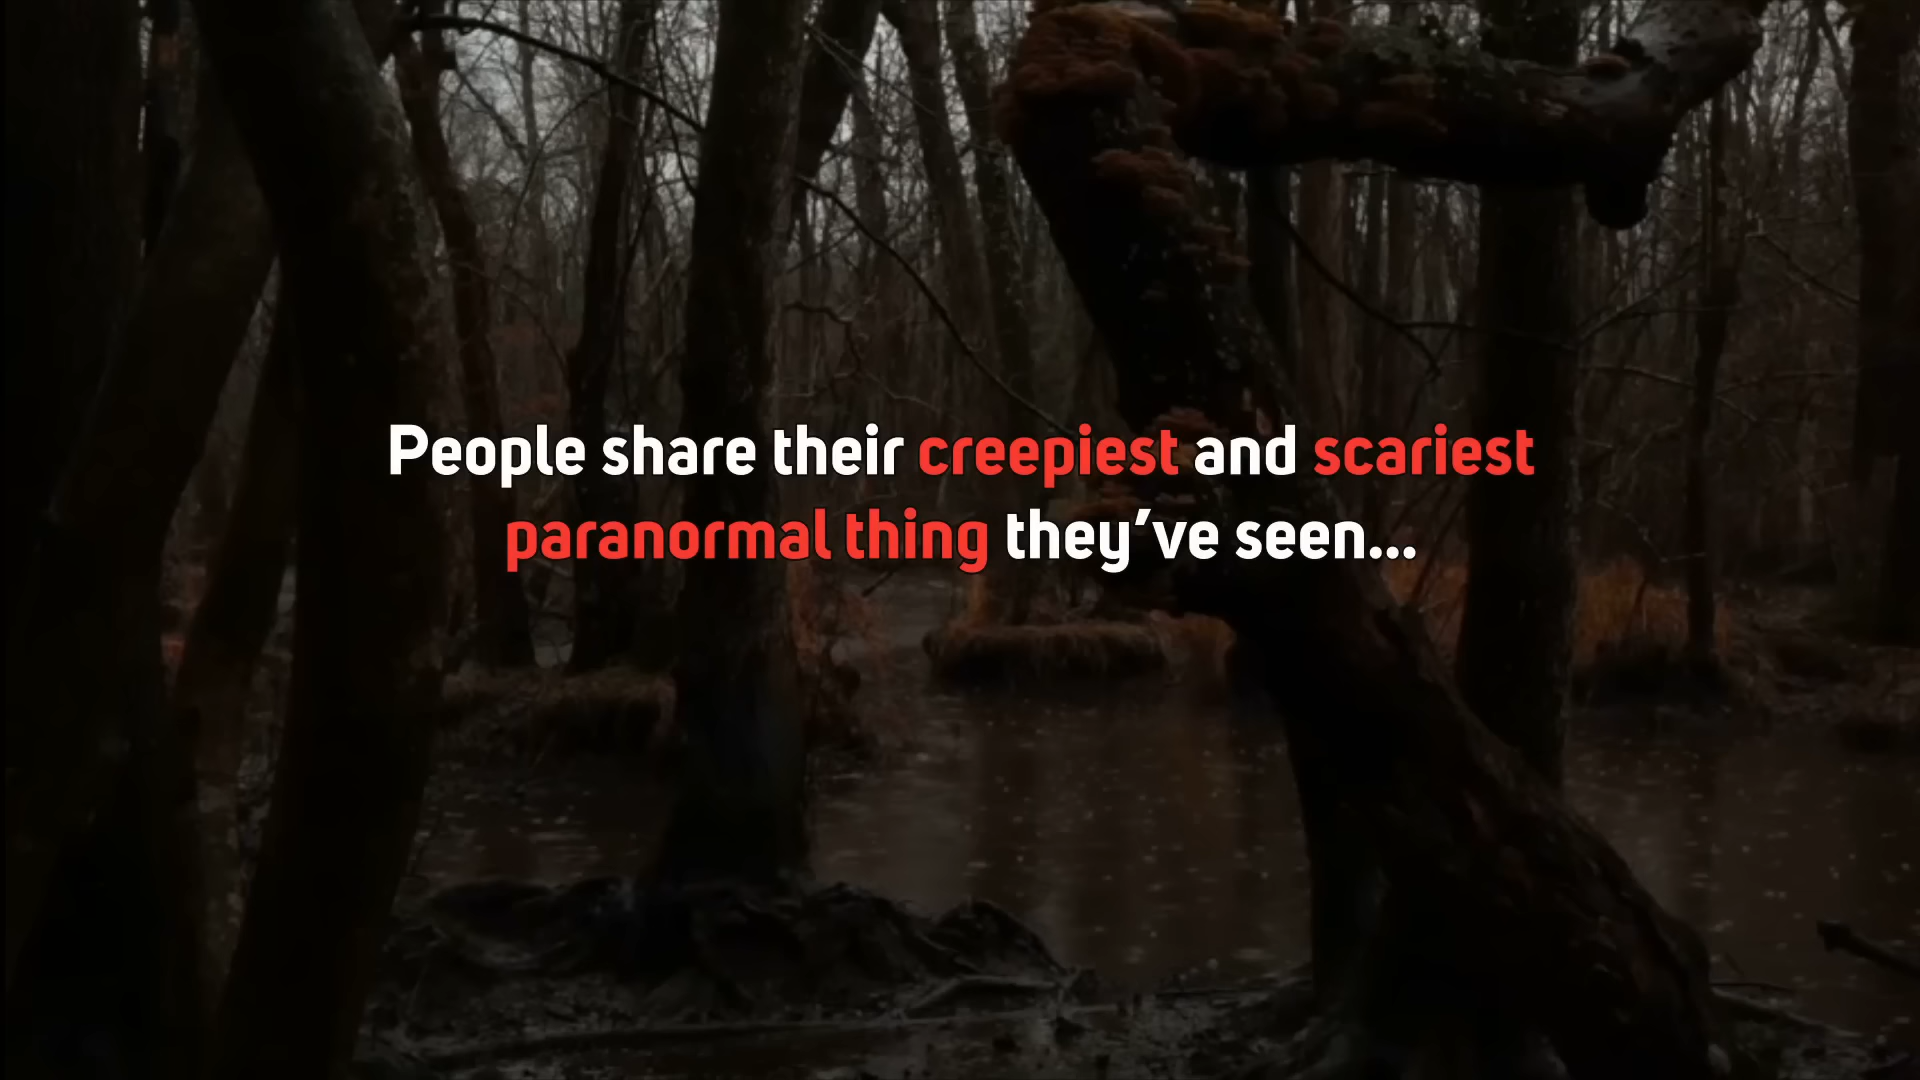 People share their creepiest and scariest
paranormal thing they’ve seen...